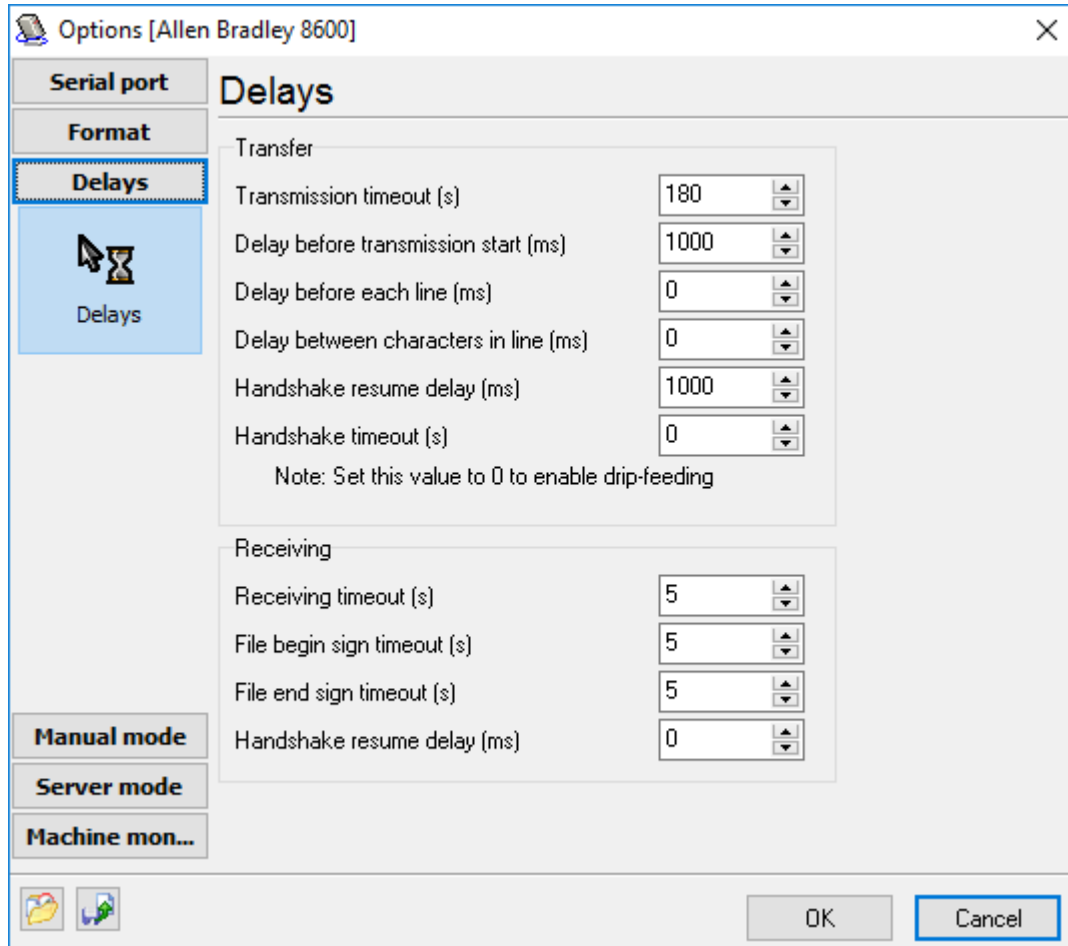 Options [Allen Bradley 8600]
Serial port
Format
Delays
Delays
Manual mode
Server mode
Machine mon...
Delays
Transfer
Transmission timeout (s) 180
Delay before transmission start (ms) 1000
Delay before each line (ms) 0
Delay between characters in line (ms) 0
Handshake resume delay (ms) 1000
Handshake timeout (s) 0
Note: Set this value to 0 to enable drip-feeding
Receiving
Receiving timeout (s) 5
File begin sign timeout (s) 5
File end sign timeout (s) 5
Handshake resume delay (ms) 0
OK Cancel